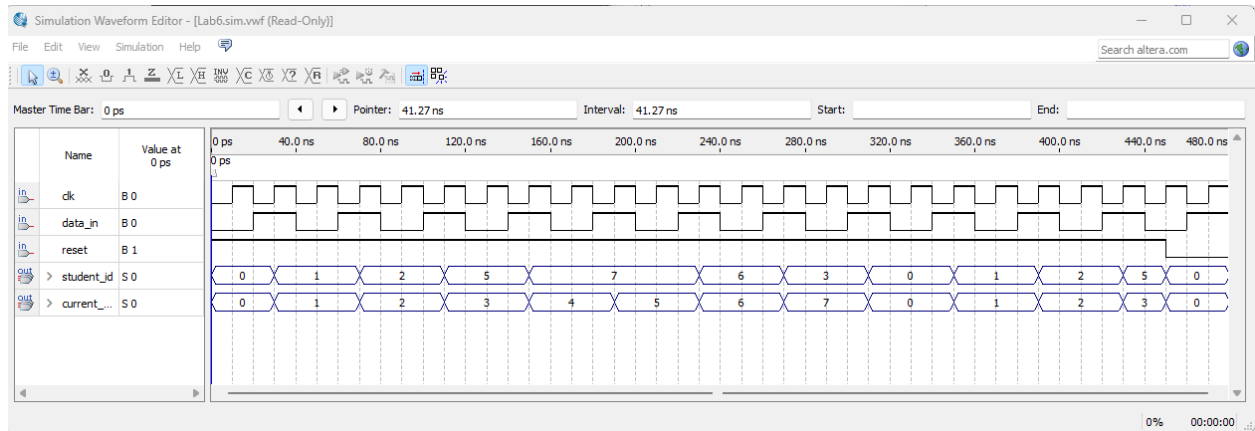 Simulation Waveform Editor - [Lab6.sim.vwf (Read-Only)]
File Edit View Simulation Help
Search altera.com
Master Time Bar: 0 ps Pointer: 41.27 ns Interval: 41.27 ns Start: End:
Name Value at 0 ps
0 ps 40.0 ns 80.0 ns 120.0 ns 160.0 ns 200.0 ns 240.0 ns 280.0 ns 320.0 ns 360.0 ns 400.0 ns 440.0 ns 480.0 ns
0 ps
in clk B 0
in data_in B 0
in reset B 1
out > student_id S 0 0 1 2 5 7 6 3 0 1 2 5 0
out > current_... S 0 0 1 2 3 4 5 6 7 0 1 2 3 0
0% 00:00:00